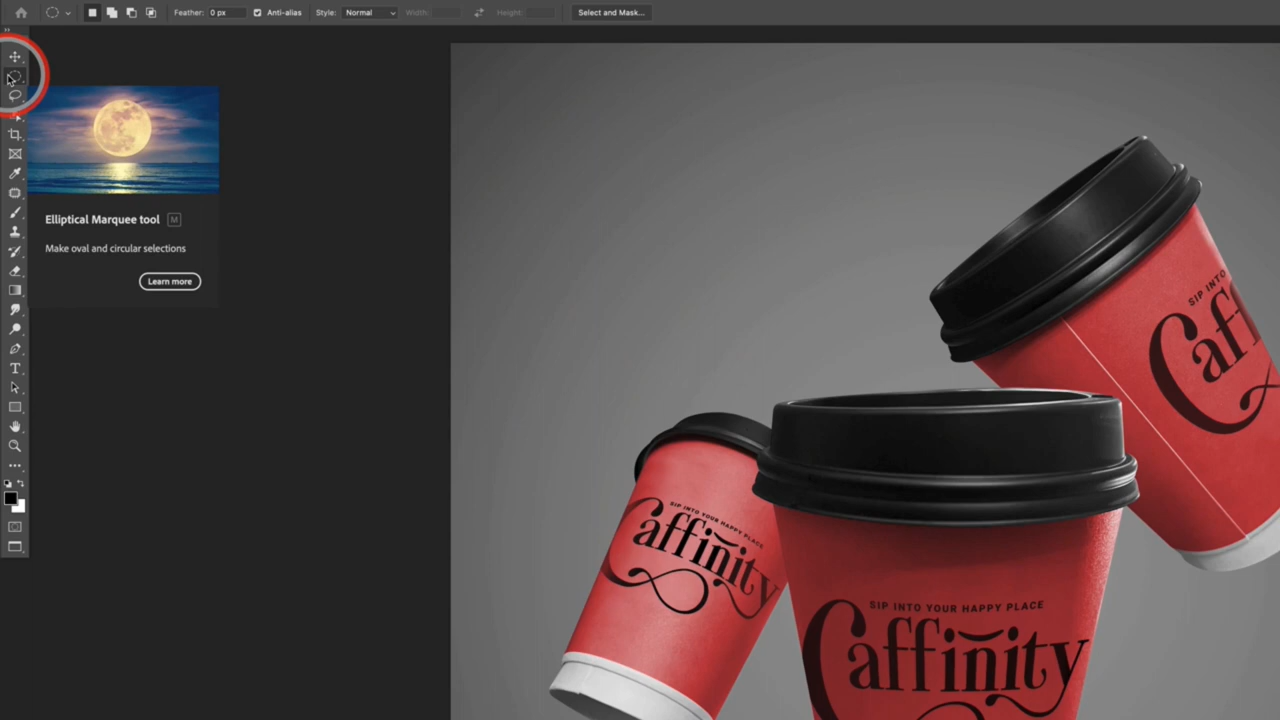 Feather: 0 px Anti-alias Style: Normal Width: Height: Select and Mask...
Elliptical Marquee tool M
Make oval and circular selections
Learn more
T
SIP INTO
Caf
SIP INTO YOUR HAPPY PLACE
Caffinity
SIP INTO YOUR HAPPY PLACE
Caffinity